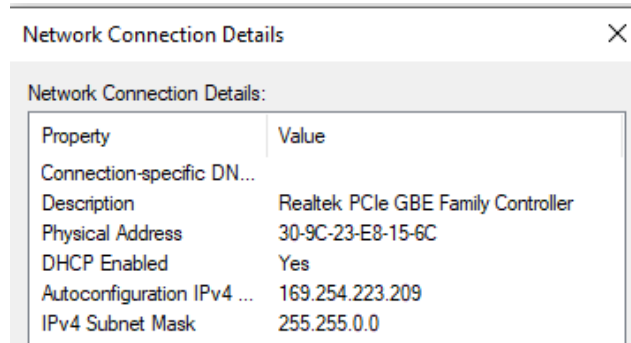 Network Connection Details
Network Connection Details:
Property Value
Connection-specific DN...
Description Realtek PCIe GBE Family Controller
Physical Address 30-9C-23-E8-15-6C
DHCP Enabled Yes
Autoconfiguration IPv4 ... 169.254.223.209
IPv4 Subnet Mask 255.255.0.0